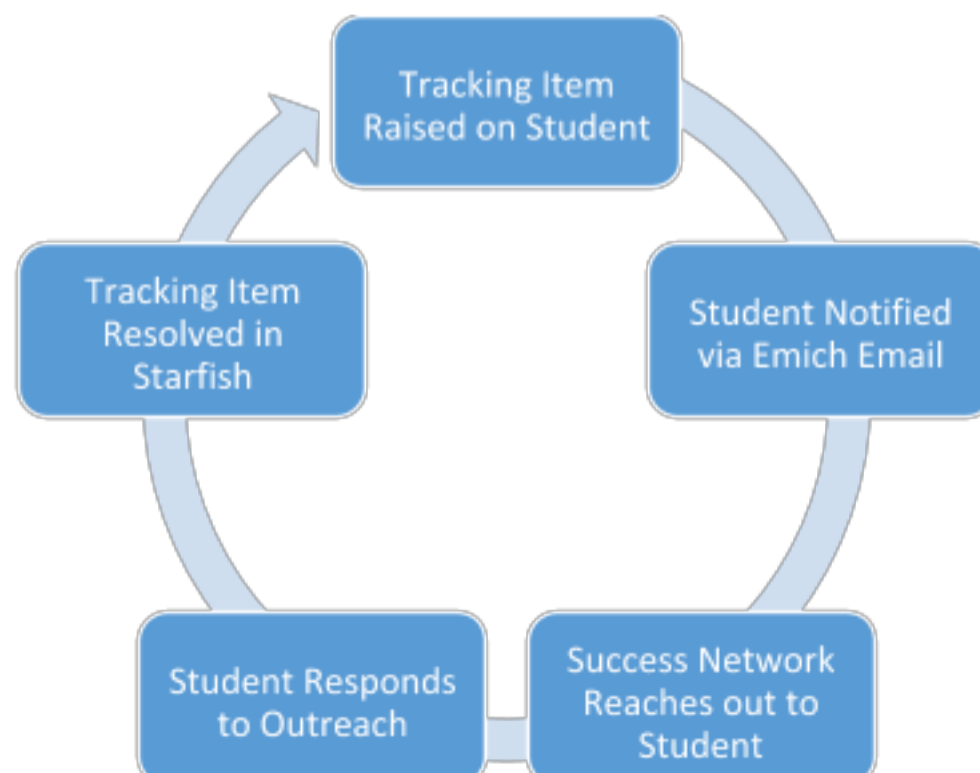 Tracking Item
Raised on Student
Student Notified
via Emich Email
Success Network
Reaches out to
Student
Student Responds
to Outreach
Tracking Item
Resolved in
Starfish